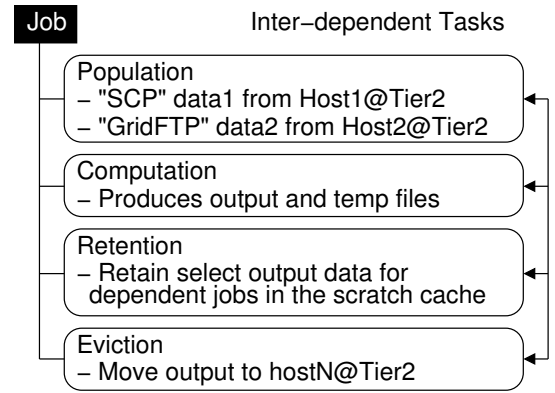 Job
Inter−dependent Tasks
Population
− "SCP" data1 from Host1@Tier2
− "GridFTP" data2 from Host2@Tier2
Computation
− Produces output and temp files
Retention
− Retain select output data for
dependent jobs in the scratch cache
Eviction
− Move output to hostN@Tier2